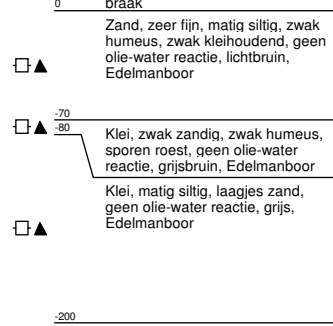 0 braak
Zand, zeer fijn, matig siltig, zwak
humeus, zwak kleihoudend, geen
olie-water reactie, lichtbruin,
Edelmanboor
-70
-80
Klei, zwak zandig, zwak humeus,
sporen roest, geen olie-water
reactie, grijsbruin, Edelmanboor
Klei, matig siltig, laagjes zand,
geen olie-water reactie, grijs,
Edelmanboor
-200